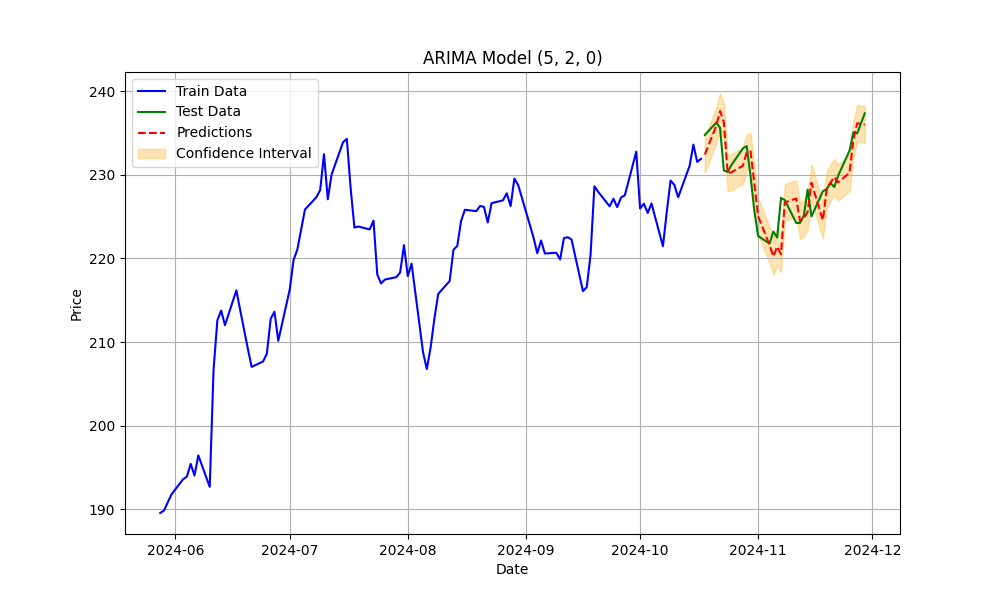 ARIMA Model (5, 2, 0)
Train Data
Test Data
Predictions
Confidence Interval
240
230
220
210
200
190
Price
2024-06
2024-07
2024-08
2024-09
2024-10
2024-11
2024-12
Date